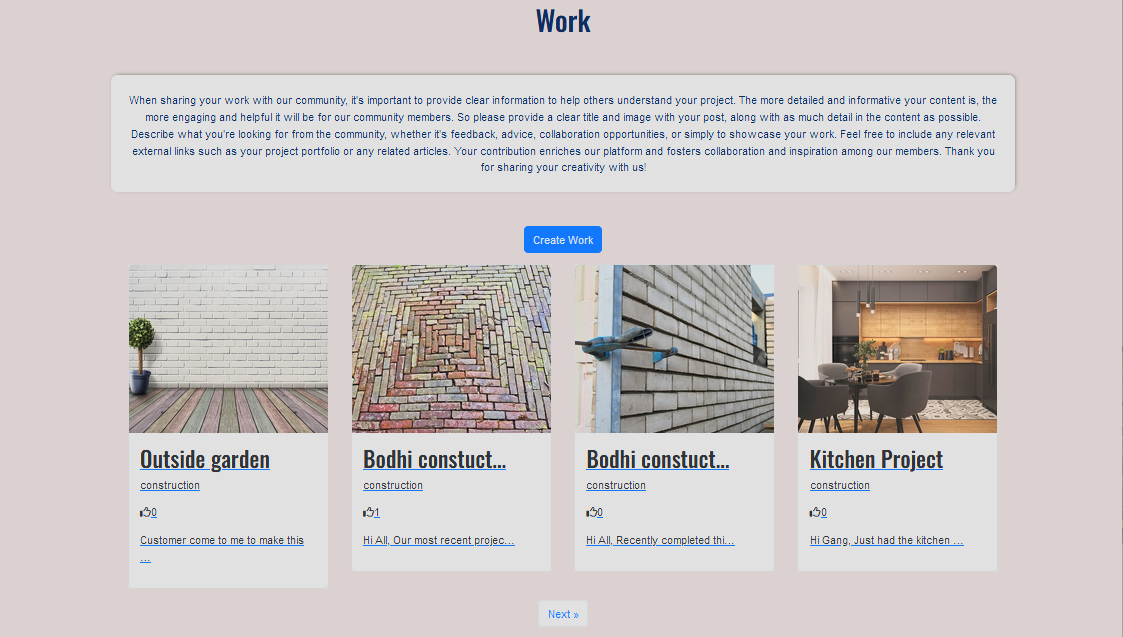 Work
When sharing your work with our community, it's important to provide clear information to help others understand your project. The more detailed and informative your content is, the
more engaging and helpful it will be for our community members. So please provide a clear title and image with your post, along with as much detail in the content as possible.
Describe what you're looking for from the community, whether it's feedback, advice, collaboration opportunities, or simply to showcase your work. Feel free to include any relevant
external links such as your project portfolio or any related articles. Your contribution enriches our platform and fosters collaboration and inspiration among our members. Thank you
for sharing your creativity with us!
Create Work
Outside garden
construction
0
Customer come to me to make this
...
Bodhi constuct...
construction
1
Hi All, Our most recent projec...
Bodhi constuct...
construction
0
Hi All, Recently completed thi...
Kitchen Project
construction
0
Hi Gang, Just had the kitchen ...
Next »